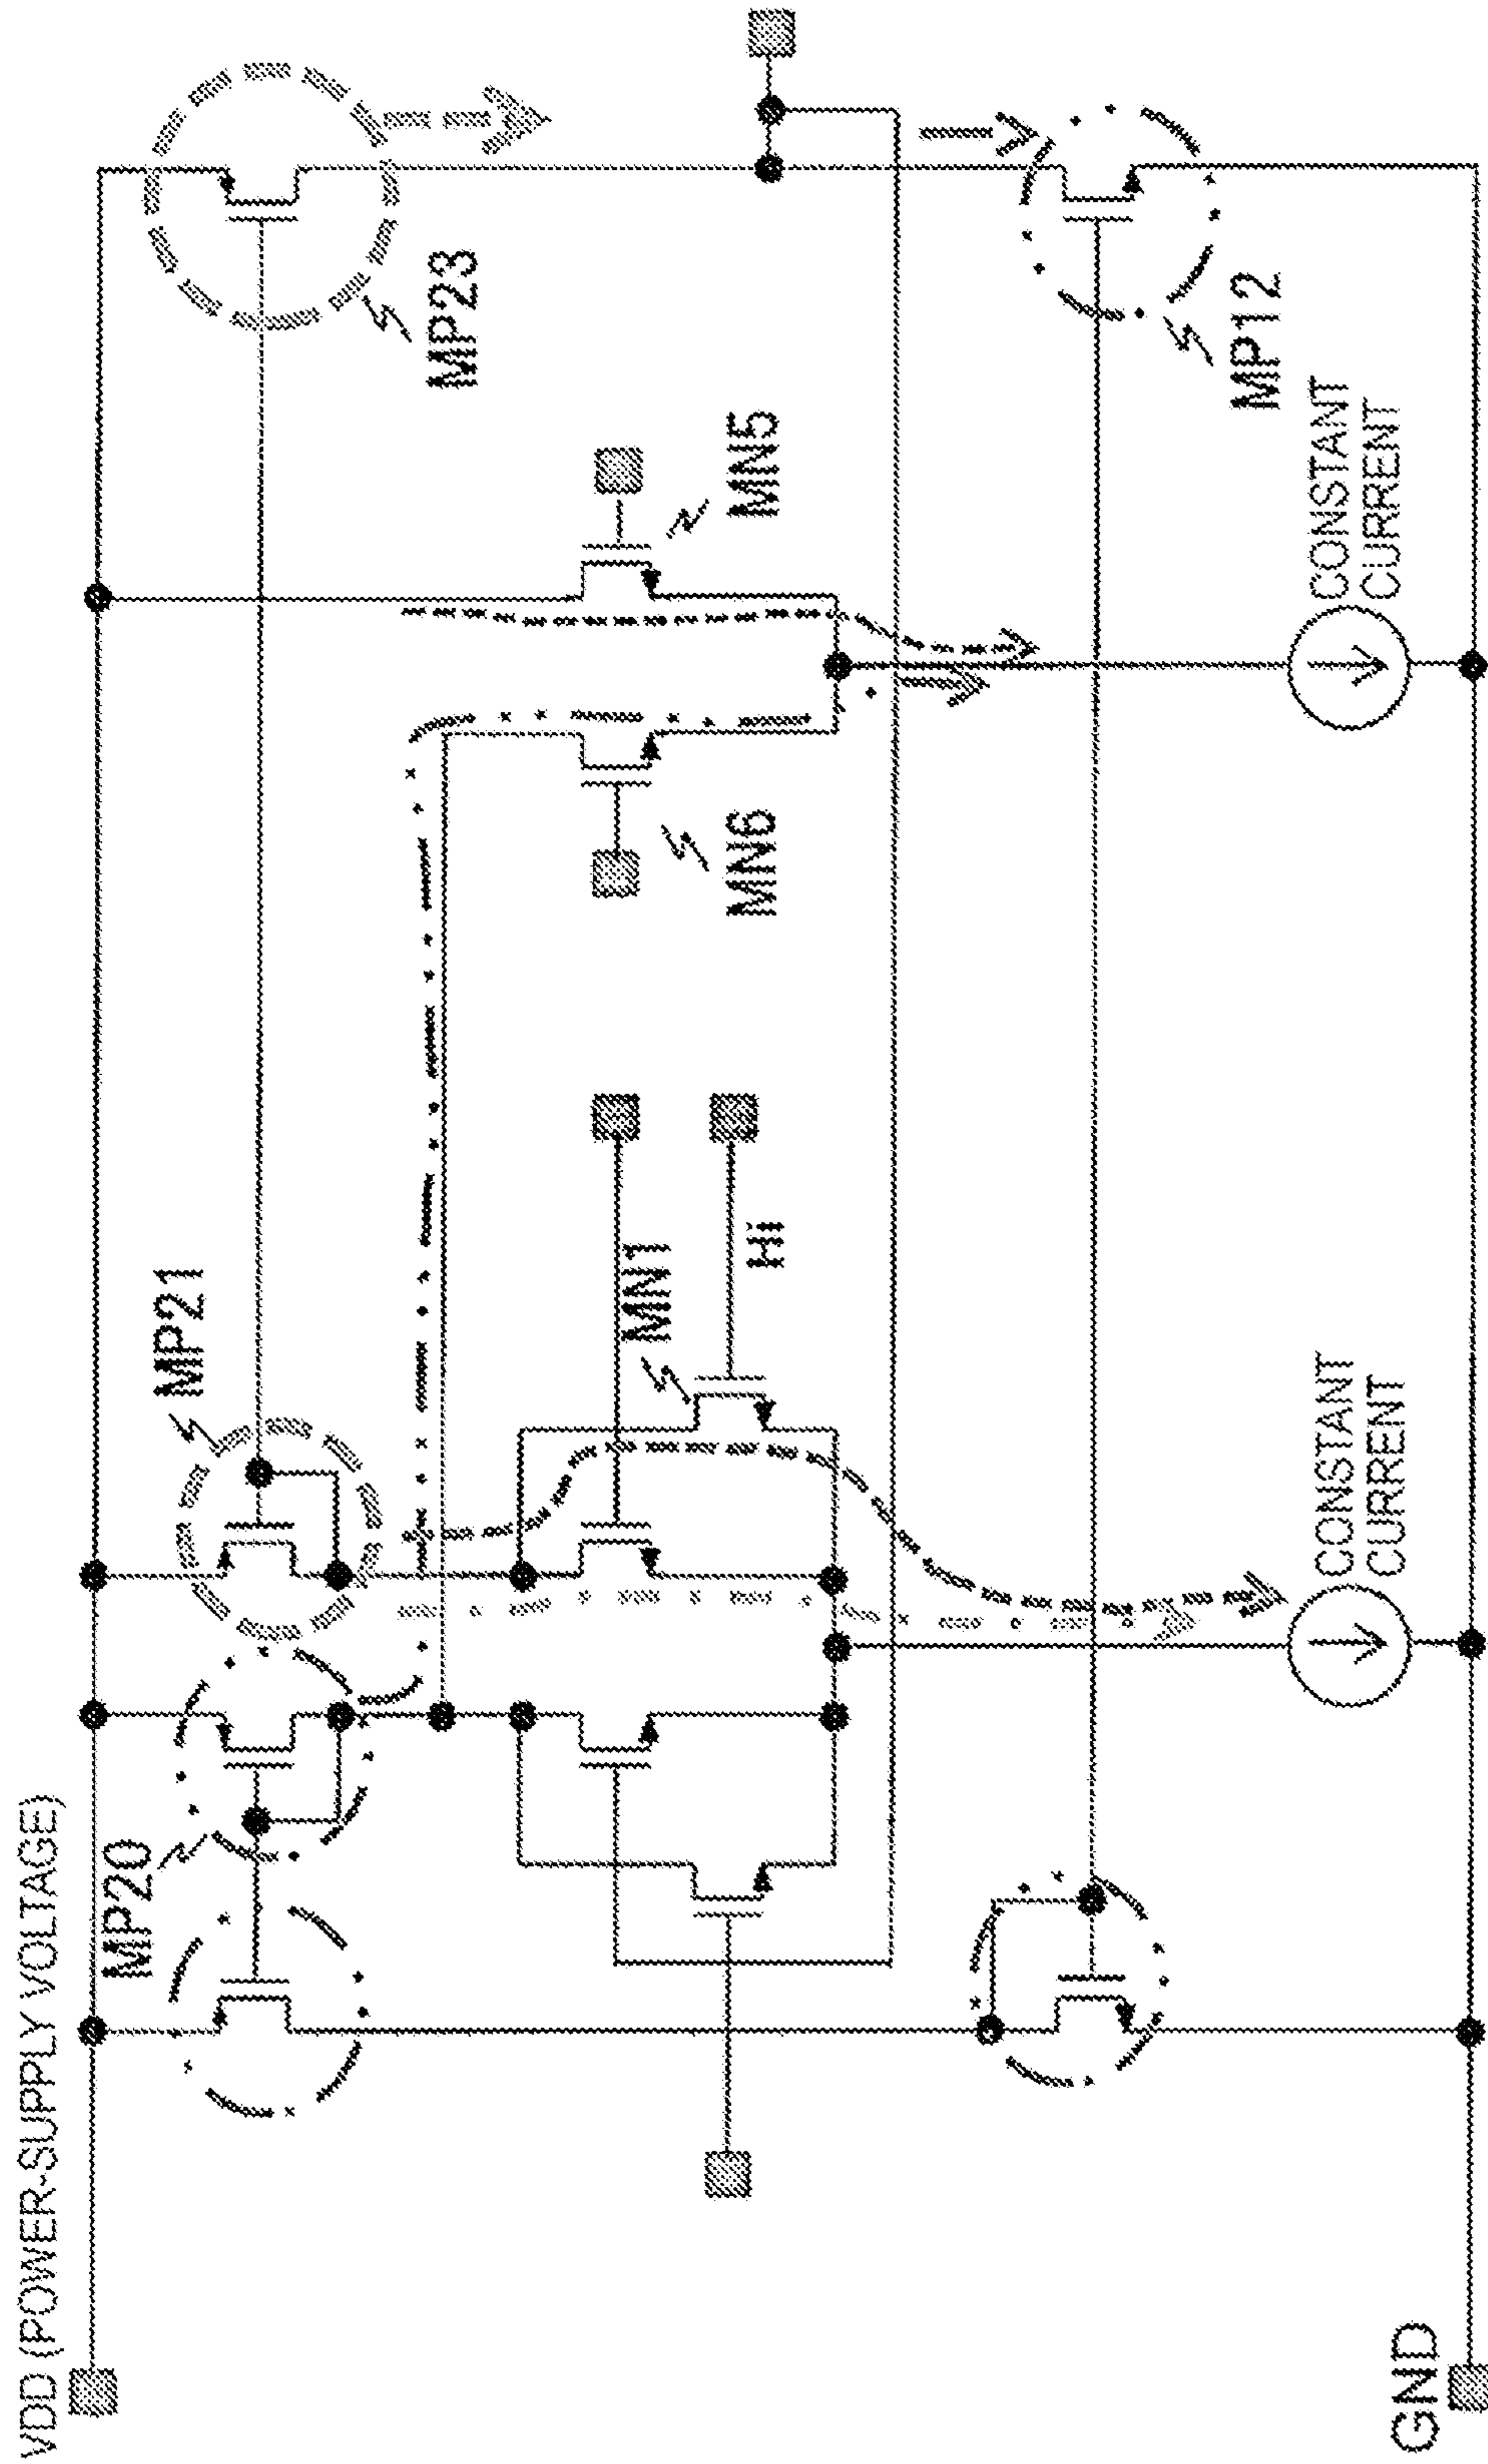 VDD (POWER-SUPPLY VOLTAGE)
MP20
MP21
MP23
MN1
Hi
MN6
MN5
MP12
CONSTANT
CURRENT
CONSTANT
CURRENT
GND